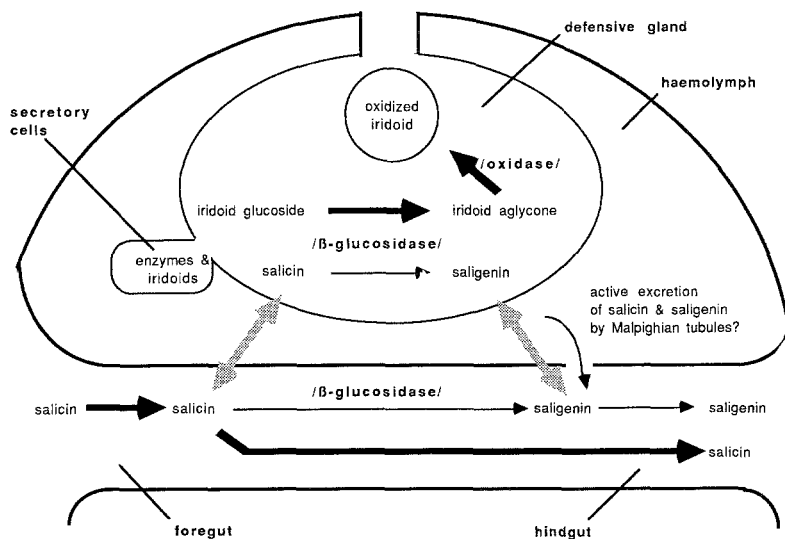 defensive gland
haemolymph
secretory
cells
oxidized
iridoid
/oxidase/
iridoid glucoside
iridoid aglycone
/ß-glucosidase/
enzymes &
iridoids
salicin
saligenin
active excretion
of salicin & saligenin
by Malpighian tubules?
/ß-glucosidase/
salicin
salicin
saligenin
saligenin
salicin
foregut
hindgut